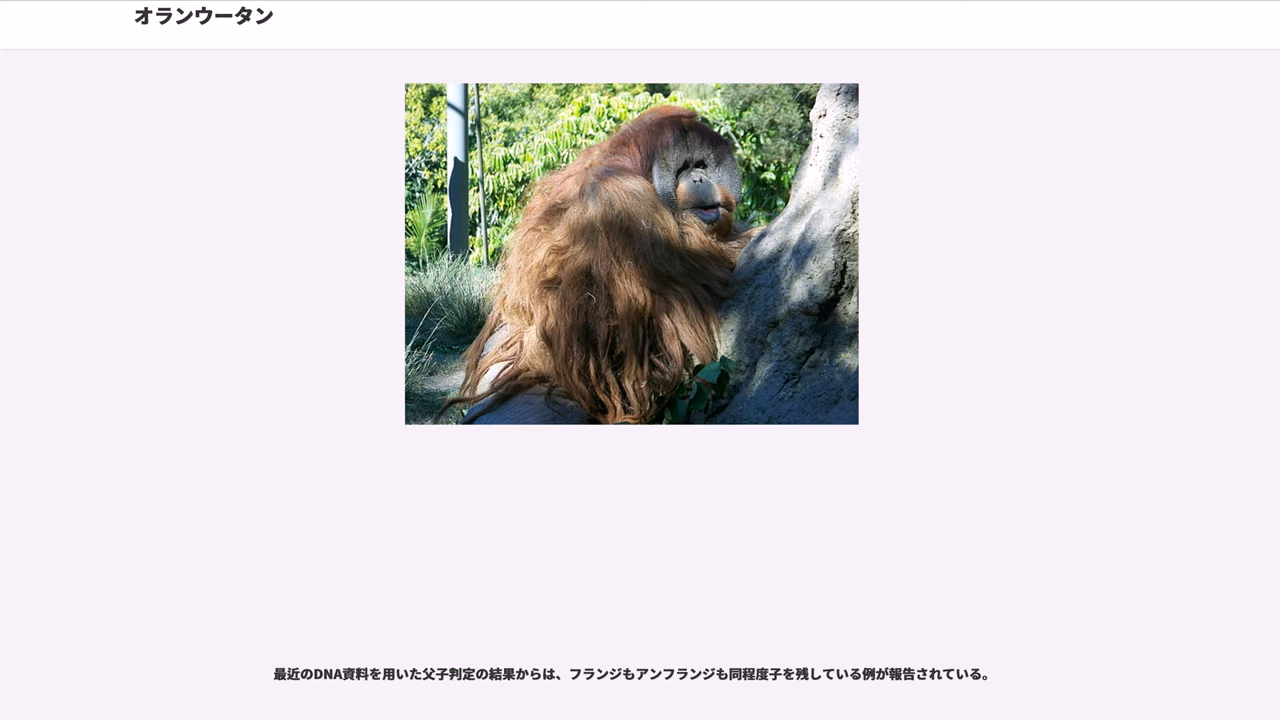 オランウータン
最近のDNA資料を用いた父子判定の結果からは、フランジもアンフランジも同程度子を残している例が報告されている。